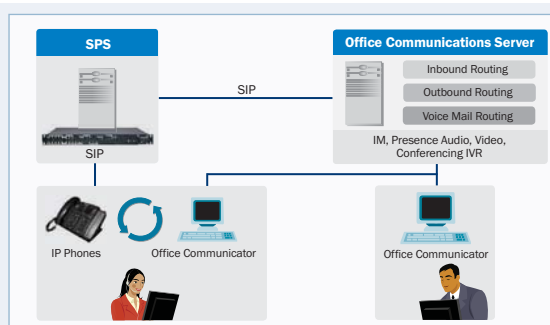 SPS
Office Communications Server
Inbound Routing
Outbound Routing
Voice Mail Routing
SIP
SIP
IM, Presence Audio, Video,
Conferencing IVR
IP Phones
Office Communicator
Office Communicator